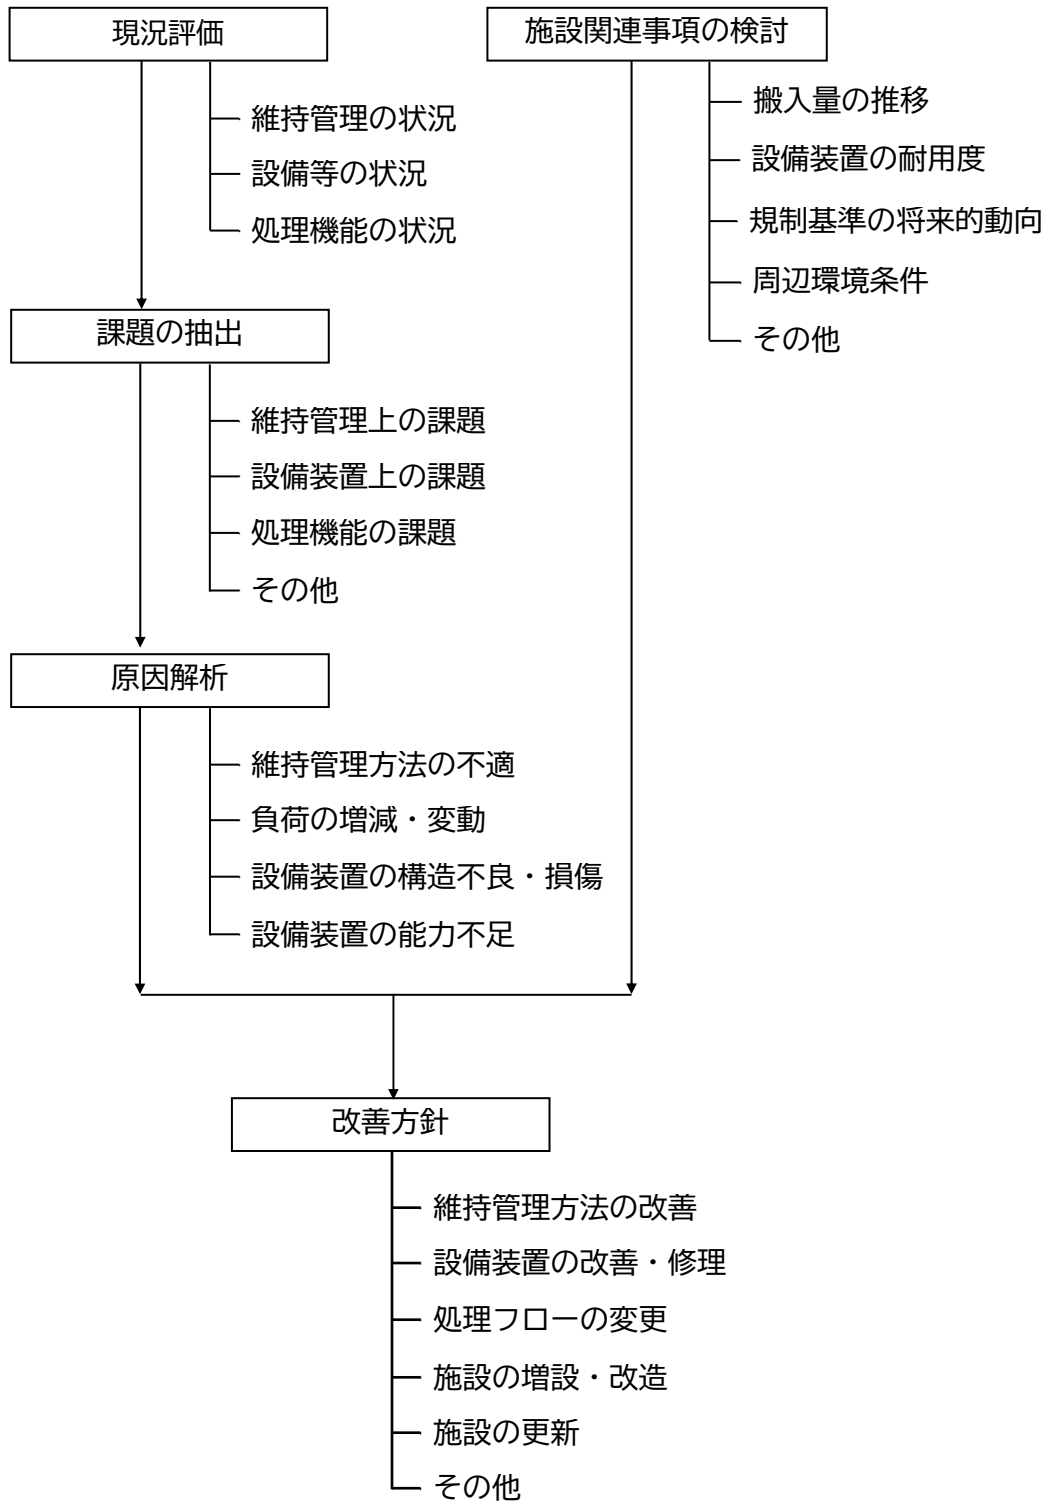 現況評価
維持管理の状況
設備等の状況
処理機能の状況
施設関連事項の検討
搬入量の推移
設備装置の耐用度
規制基準の将来的動向
周辺環境条件
その他
課題の抽出
維持管理上の課題
設備装置上の課題
処理機能の課題
その他
原因解析
維持管理方法の不適
負荷の増減・変動
設備装置の構造不良・損傷
設備装置の能力不足
改善方針
維持管理方法の改善
設備装置の改善・修理
処理フローの変更
施設の増設・改造
施設の更新
その他